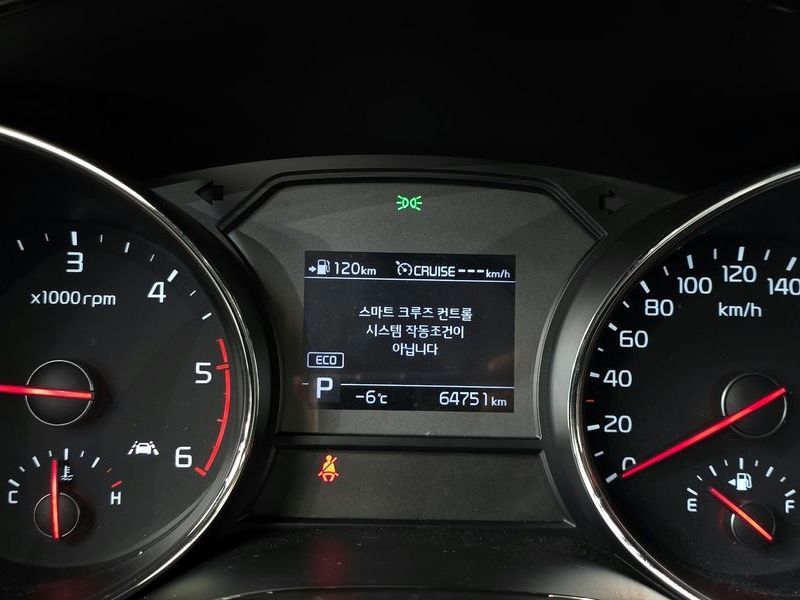 120km CRUISE---km/h
스마트 크루즈 컨트롤
시스템 작동조건이
아닙니다
ECO
P
-6°c 64751km
3
4
5
6
x1000rpm
C H
0
20
40
60
80
100
120
140
km/h
E F